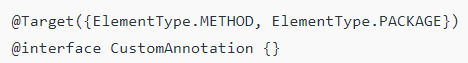 @Target({ElementType.METHOD, ElementType.PACKAGE})
@interface CustomAnnotation {}